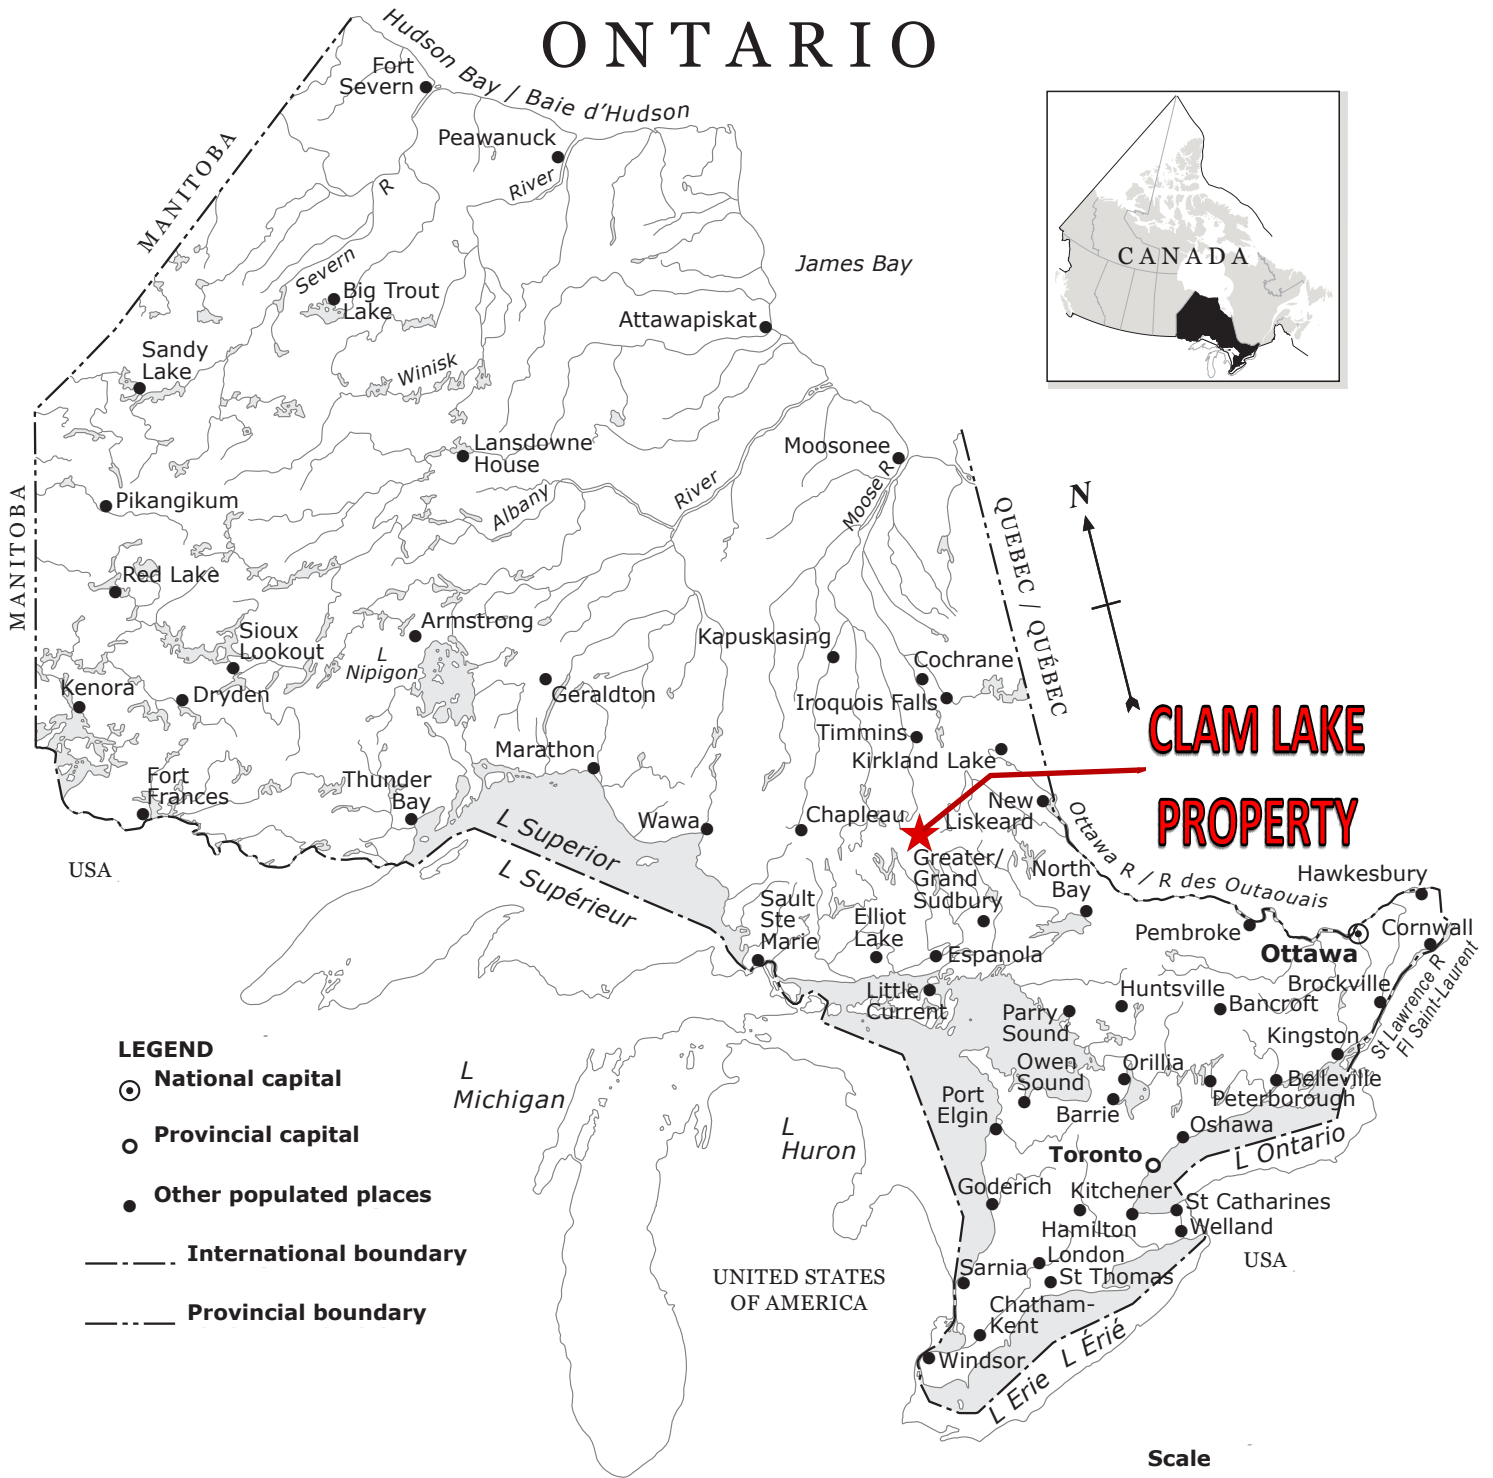 ONTARIO
Hudson Bay / Baie d'Hudson
Fort
Severn
Peawanuck
River
R
MANITOBA
Severn
Big Trout
Lake
James Bay
CANADA
Attawapiskat
Sandy
Lake
Winisk
Lansdowne
House
Moosonee
Albany
River
Moose R
Pikangikum
MANITOBA
N
QUEBEC / QUÉBEC
Red Lake
Armstrong
Sioux
Lookout
L
Nipigon
Kapuskasing
Cochrane
Kenora
Dryden
Geraldton
Iroquois Falls
Timmins
Kirkland Lake
CLAM LAKE
PROPERTY
Marathon
Fort
Frances
Thunder
Bay
Wawa
Chapleau
New
Liskeard
L Superior
L Supérieur
USA
Greater/
Grand
Sudbury
North
Bay
Ottawa R / R des Outaouais
Hawkesbury
Sault
Ste
Marie
Elliot
Lake
Espanola
Pembroke
Ottawa
Cornwall
Little
Current
Parry
Sound
Huntsville
Bancroft
Brockville
Kingston
St Lawrence R
Fl Saint-Laurent
Owen
Sound
Orillia
Belleville
Peterborough
Barrie
Port
Elgin
Oshawa
Toronto
L Ontario
Goderich
Kitchener
St Catharines
Hamilton
Welland
London
St Thomas
Sarnia
USA
Chatham-
Kent
Windsor
L Erie L Érié
L
Michigan
L
Huron
UNITED STATES
OF AMERICA
LEGEND
National capital
Provincial capital
Other populated places
International boundary
Provincial boundary
Scale